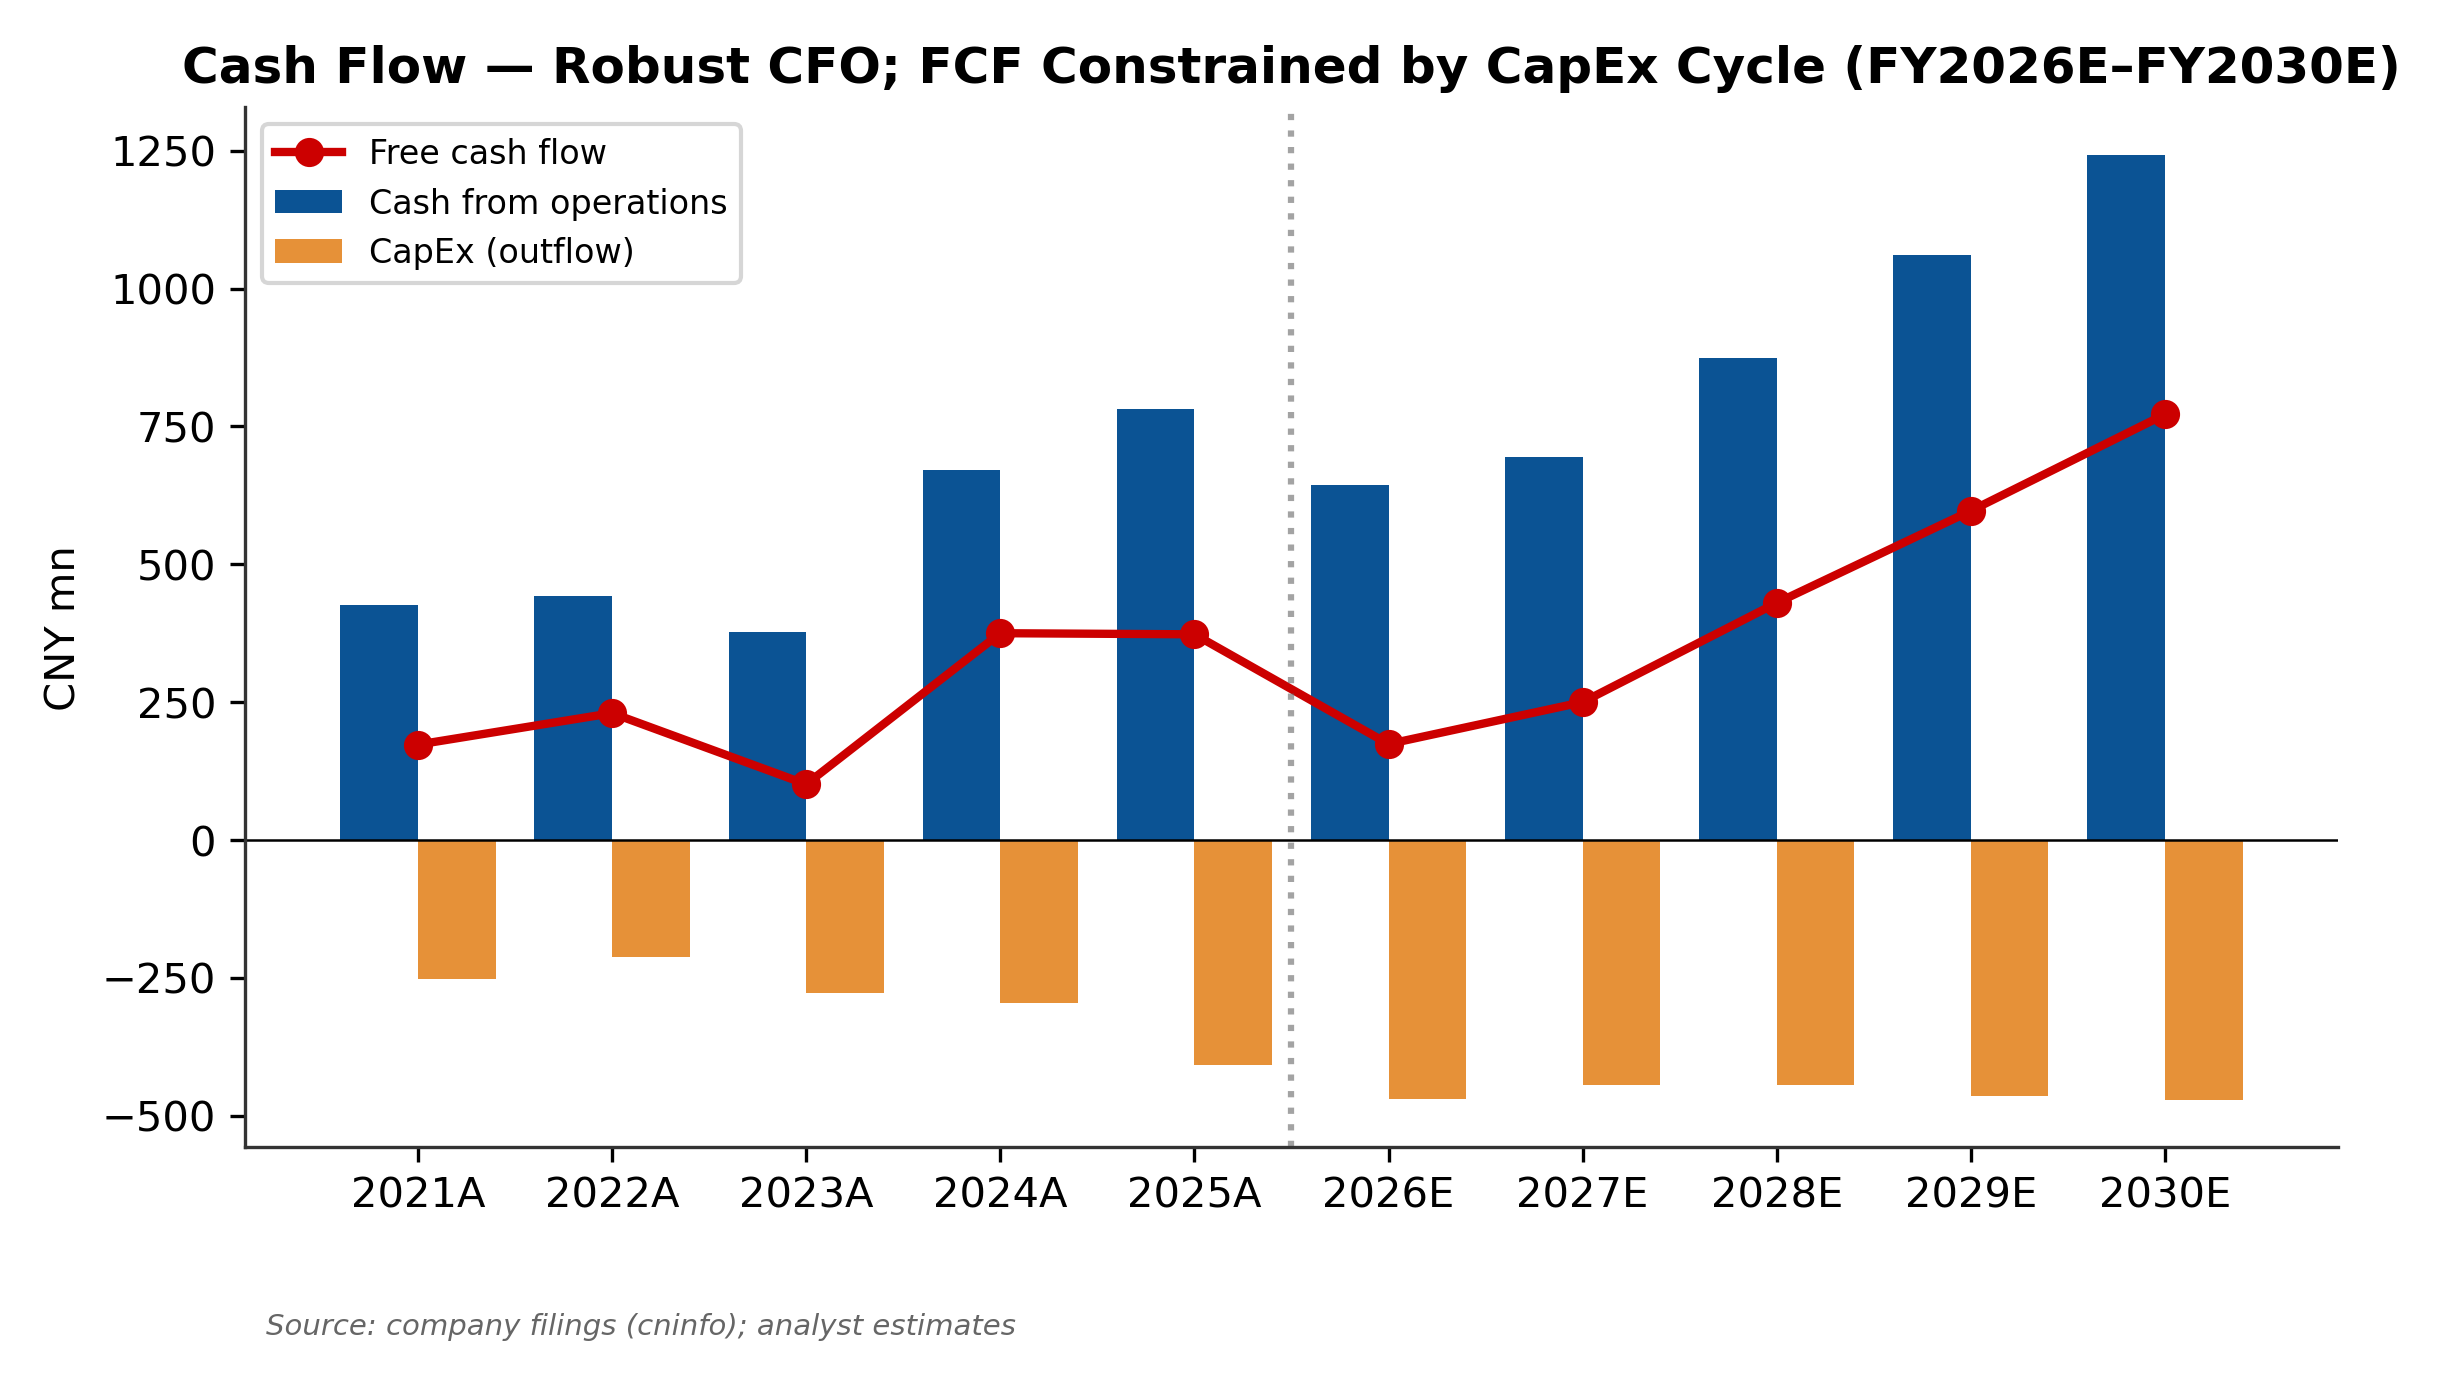 Cash Flow — Robust CFO; FCF Constrained by CapEx Cycle (FY2026E–FY2030E)
Free cash flow
Cash from operations
CapEx (outflow)
CNY mn
1250
1000
750
500
250
0
−250
−500
2021A 2022A 2023A 2024A 2025A 2026E 2027E 2028E 2029E 2030E
Source: company filings (cninfo); analyst estimates